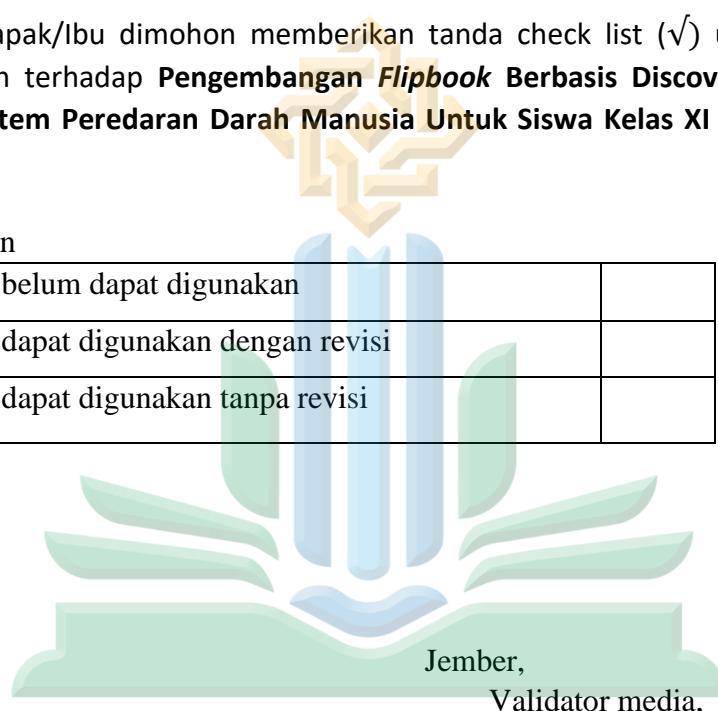 apak/Ibu dimohon memberikan tanda check list (√) u
n terhadap Pengembangan Flipbook Berbasis Discov
tem Peredaran Darah Manusia Untuk Siswa Kelas XI
n
belum dapat digunakan
dapat digunakan dengan revisi
dapat digunakan tanpa revisi
Jember,
Validator media,